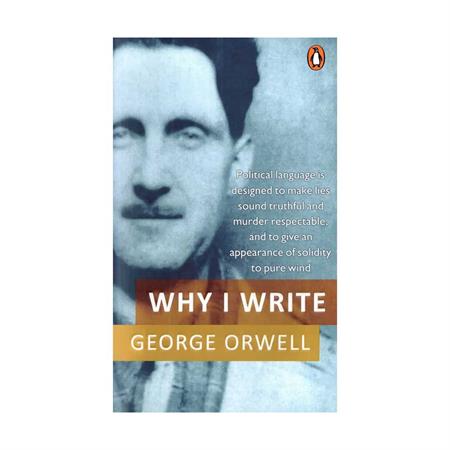 Political language is
designed to make lies
sound truthful and
murder respectable,
and to give an
appearance of solidity
to pure wind
WHY I WRITE
GEORGE ORWELL